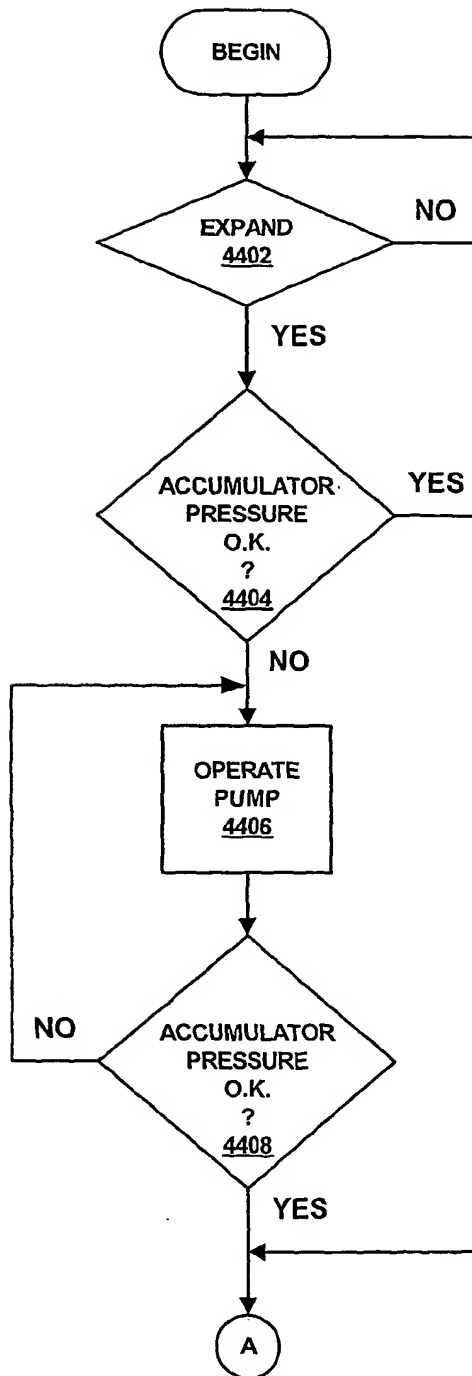 BEGIN
EXPAND
4402
NO
YES
ACCUMULATOR
PRESSURE
O.K.
?
4404
YES
NO
OPERATE
PUMP
4406
NO
ACCUMULATOR
PRESSURE
O.K.
?
4408
YES
A